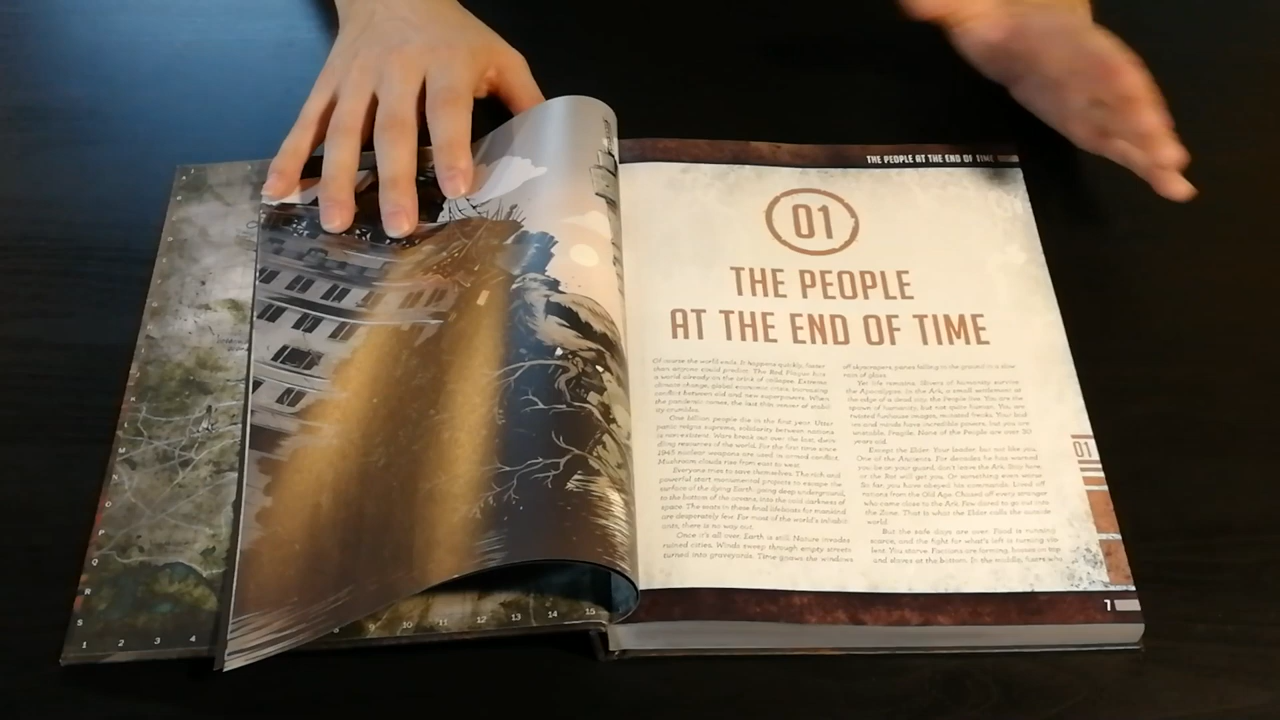 THE PEOPLE AT THE END OF TIME
01
THE PEOPLE
AT THE END OF TIME
Of course the world ends. It happens quickly, faster
than anyone could predict. The Red Plague hits
a world already on the brink of collapse. Extreme
climate change, global economic crisis, increasing
conflict between old and new superpowers. When
the pandemic comes, the last thin veneer of stabil-
ity crumbles.
One billion people die in the first year. Utter
panic reigns supreme, solidarity between nations
is non-existent. Wars break out over the last, dwin-
dling resources of the world. For the first time since
1945 nuclear weapons are used in armed conflict.
Mushroom clouds rise from east to west.
Everyone tries to save themselves. The rich and
powerful start monumental projects to escape the
surface of the dying Earth: going deep underground,
to the bottom of the oceans, into the cold darkness of
space. The seats in these final lifeboats for mankind
are desperately few. For most of the world's inhabit-
ants, there is no way out.
Once it's all over, Earth is still. Nature invades
ruined cities. Winds sweep through empty streets
turned into graveyards. Time gnaws the windows
off skyscrapers, panes falling to the ground in a slow
rain of glass.
Yet life remains. Slivers of humanity survive
the Apocalypse. In the Ark, a small settlement at
the edge of a dead city, the People live. You are the
spawn of humanity, but not quite human. You are
twisted funhouse images, mutated freaks. Your bod-
ies and minds have incredible powers, but you are
unstable. Fragile. None of the People are over 30
years old.
Except the Elder. Your leader, but not like you.
One of the Ancients. For decades he has warned
you: be on your guard, don't leave the Ark. Stay here,
or the Rot will get you. Or something even worse.
So far, you have obeyed his commands. Lived off
rations from the Old Age. Chased off every stranger
who came close to the Ark. Few dared to go out into
the Zone. That is what the Elder calls the outside
world.
But the safe days are over. Food is running
scarce, and the fight for what's left is turning vio-
lent. You starve. Factions are forming, bosses on top
and slaves at the bottom. In the middle, fixers who
01
7
R
S
1 2 3 4 8 9 10 11 12 13 14 15